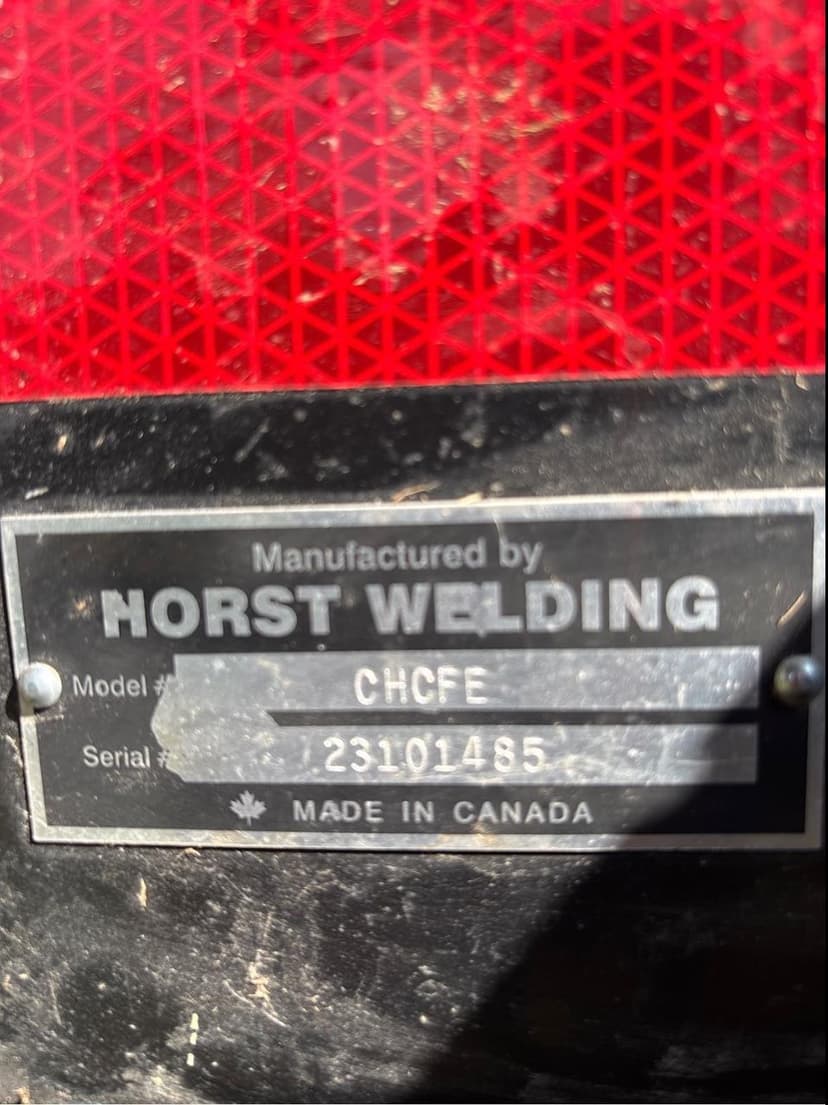 Manufactured by
HORST WELDING
Model # CHCFE
Serial # 23101485
MADE IN CANADA